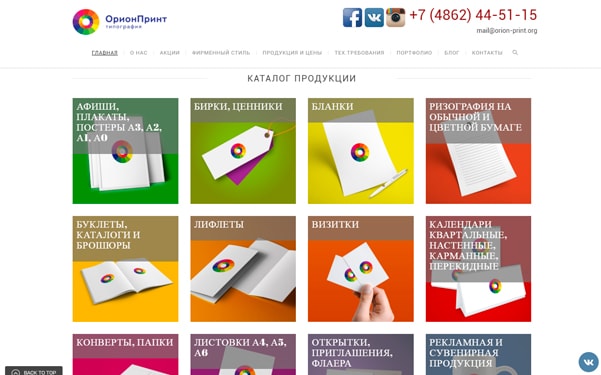 ОрионПринт
типография
+7 (4862) 44-51-15
mail@orion-print.org
ГЛАВНАЯ
О НАС
АКЦИИ
ФИРМЕННЫЙ СТИЛЬ
ПРОДУКЦИЯ И ЦЕНЫ
ТЕХ ТРЕБОВАНИЯ
ПОРТФОЛИО
БЛОГ
КОНТАКТЫ
КАТАЛОГ ПРОДУКЦИИ
АФИШИ,
ПЛАКАТЫ,
ПОСТЕРЫ А3, А2,
А1, А0
БИРКИ, ЦЕННИКИ
БЛАНКИ
РИЗОГРАФИЯ НА
ОБЫЧНОЙ И
ЦВЕТНОЙ БУМАГЕ
БУКЛЕТЫ,
КАТАЛОГИ И
БРОШЮРЫ
ЛИФЛЕТЫ
ВИЗИТКИ
КАЛЕНДАРИ
КВАРТАЛЬНЫЕ,
НАСТЕННЫЕ,
КАРМАННЫЕ,
ПЕРЕКИДНЫЕ
КОНВЕРТЫ, ПАПКИ
ЛИСТОВКИ А4, А5,
А6
ОТКРЫТКИ,
ПРИГЛАШЕНИЯ,
ФЛАЕРА
РЕКЛАМНАЯ И
СУВЕНИРНАЯ
ПРОДУКЦИЯ
BACK TO TOP